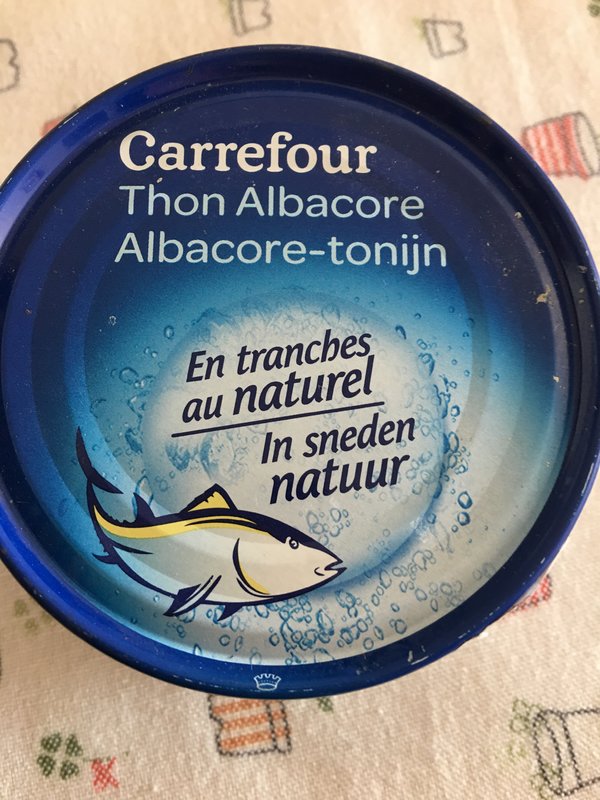 Carrefour
Thon Albacore
Albacore-tonijn
En tranches
au naturel
In sneden
natuur